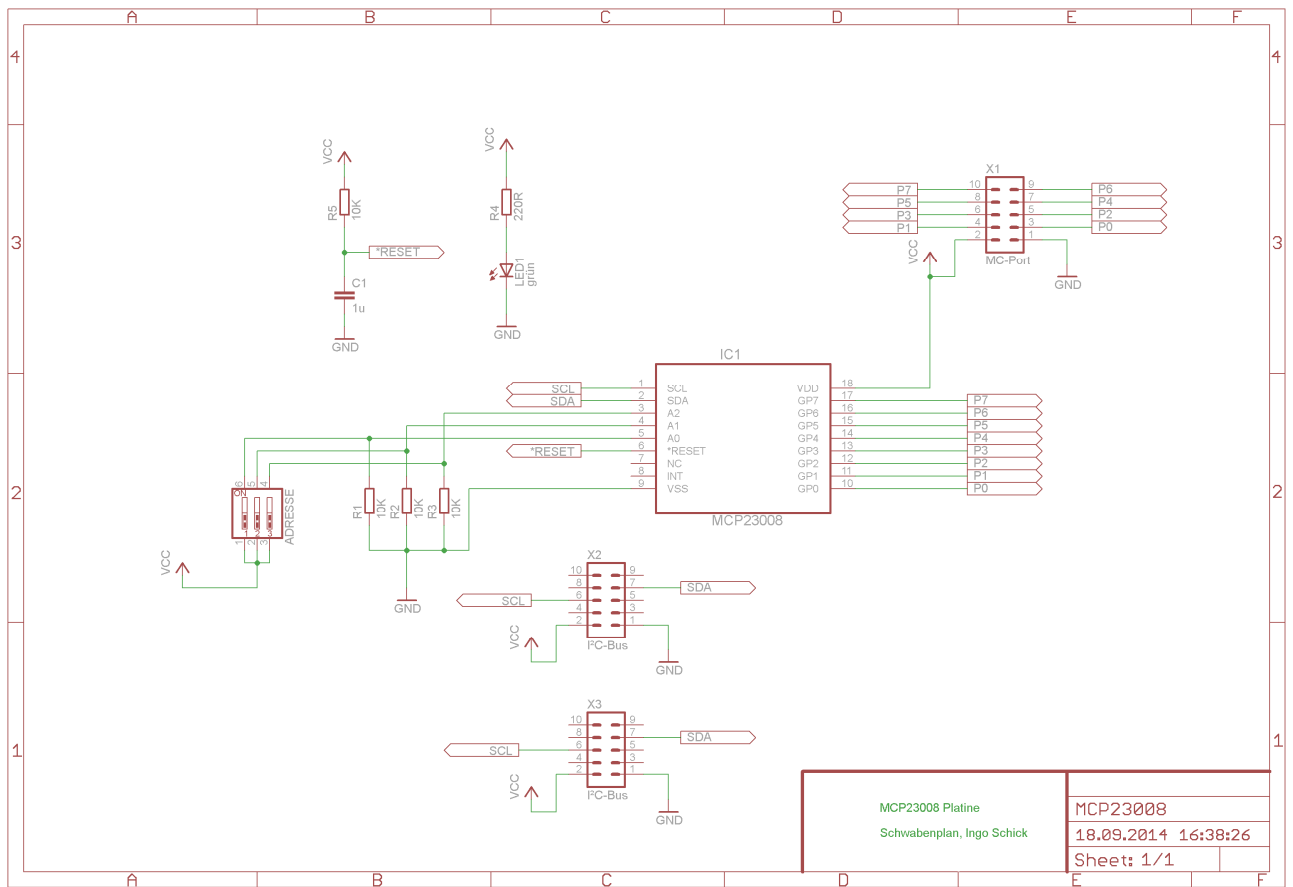 A B C D E F
4 4
VCC
R5
10K
*RESET
C1
1u
GND
VCC
R4
220R
LED1
grün
GND
X1
P7 10 9 P6
P5 8 7 P4
P3 6 5 P2
P1 4 3 P0
2 1
VCC
MC-Port
GND
3 3
IC1
SCL 1 SCL VDD 18
SDA 2 SDA GP7 17 P7
3 A2 GP6 16 P6
4 A1 GP5 15 P5
5 A0 GP4 14 P4
*RESET 6 *RESET GP3 13 P3
7 NC GP2 12 P2
8 INT GP1 11 P1
9 VSS GP0 10 P0
MCP23008
2 2
6 5 4
ON
1 2 3
1 2 3
ADRESSE
VCC
R1
10K
R2
10K
R3
10K
GND
X2
10 9
8 7 SDA
SCL 6 5
4 3
2 1
VCC
I²C-Bus
GND
X3
10 9
8 7 SDA
SCL 6 5
4 3
2 1
VCC
I²C-Bus
GND
1 1
MCP23008 Platine
Schwabenplan, Ingo Schick
MCP23008
18.09.2014 16:38:26
Sheet: 1/1
A B C D E F